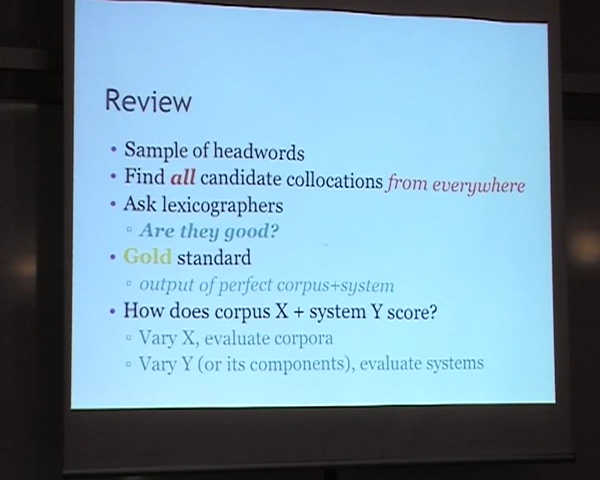 Review
• Sample of headwords
• Find all candidate collocations from everywhere
• Ask lexicographers
▫ Are they good?
• Gold standard
▫ output of perfect corpus+system
• How does corpus X + system Y score?
▫ Vary X, evaluate corpora
▫ Vary Y (or its components), evaluate systems